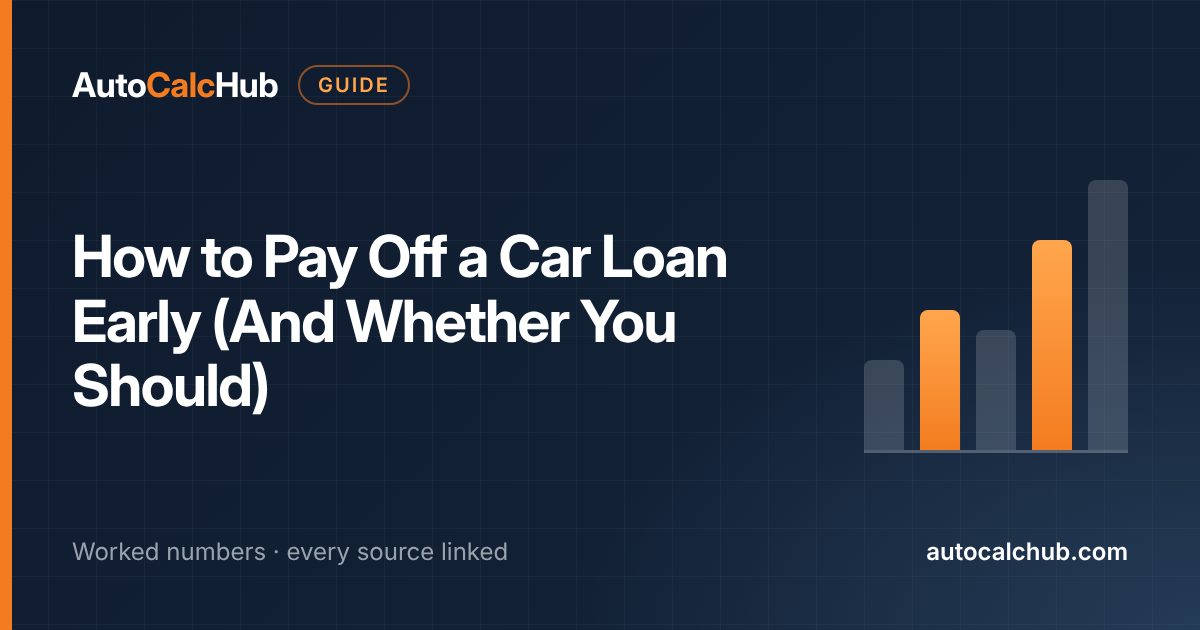 AutoCalcHub GUIDE
How to Pay Off a Car Loan
Early (And Whether You
Should)
Worked numbers · every source linked
autocalchub.com